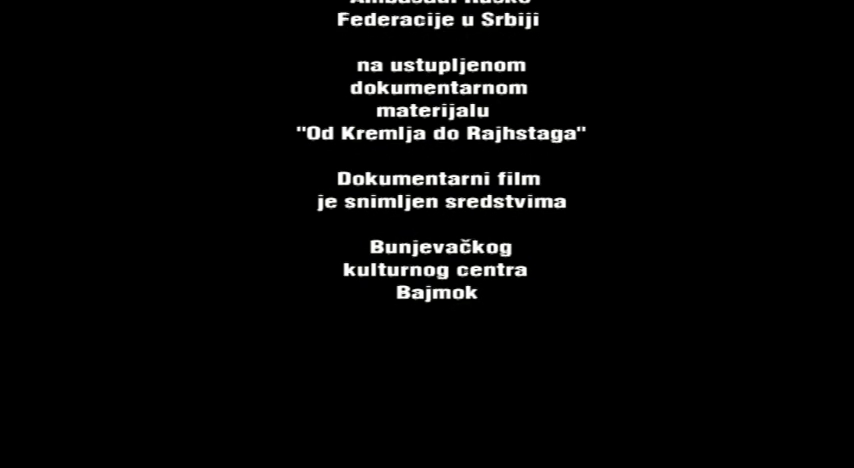 Federacije u Srbiji
na ustupljenom
dokumentarnom
materijalu
"Od Kremlja do Rajhstaga"
Dokumentarni film
je snimljen sredstvima
Bunjevačkog
kulturnog centra
Bajmok